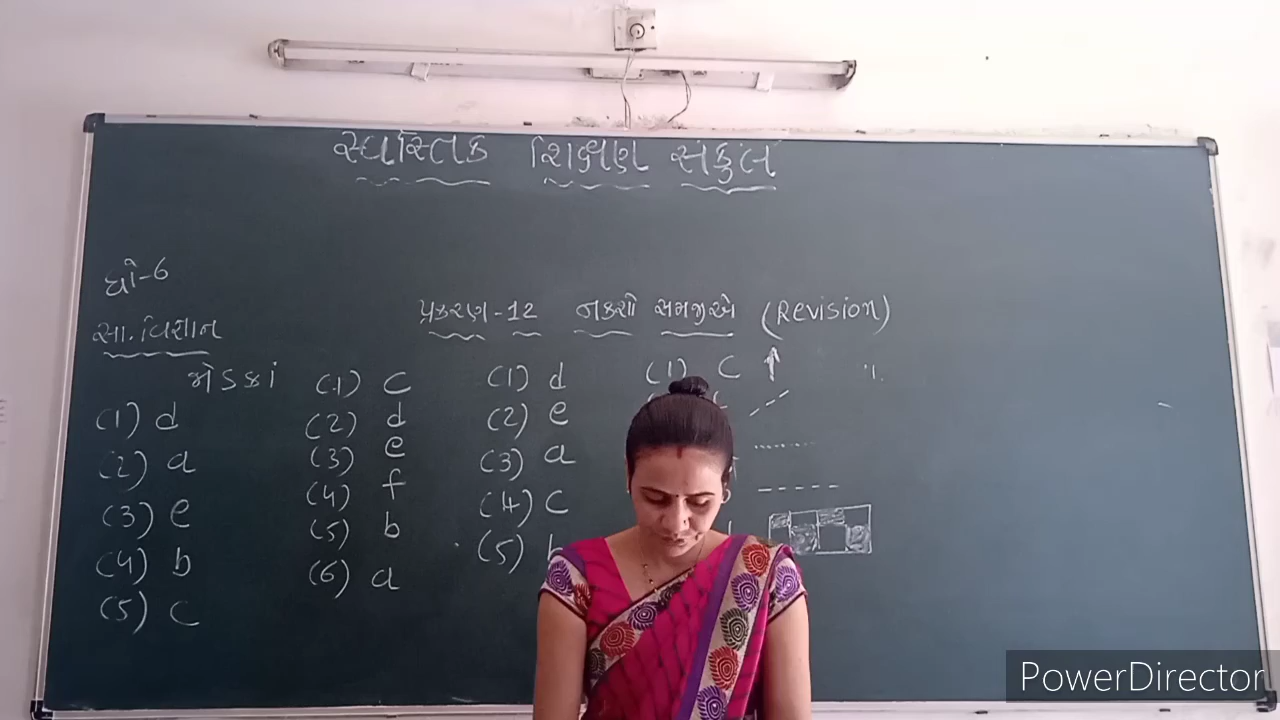 સ્વસ્તિક શિક્ષણ સંકુલ
ધો-6
પ્રકરણ-12 નકશો સમજીએ (Revision)
સા. વિજ્ઞાન
જોડકાં
(1) d
(2) a
(3) e
(4) b
(5) c
(1) c
(2) d
(3) e
(4) f
(5) b
(6) a
(1) d
(2) e
(3) a
(4) c
(5) b
(1) c
PowerDirector